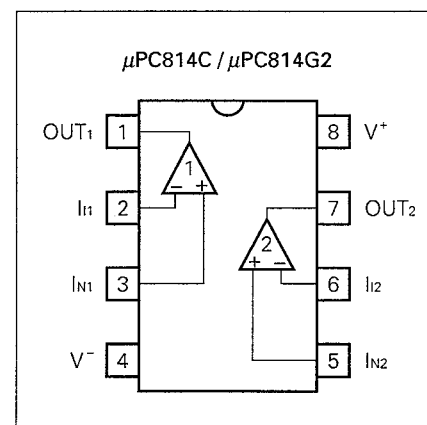 µPC814C / µPC814G2
OUT1 1 8 V+
1
− +
II1 2 7 OUT2
2
+ −
IN1 3 6 II2
V− 4 5 IN2